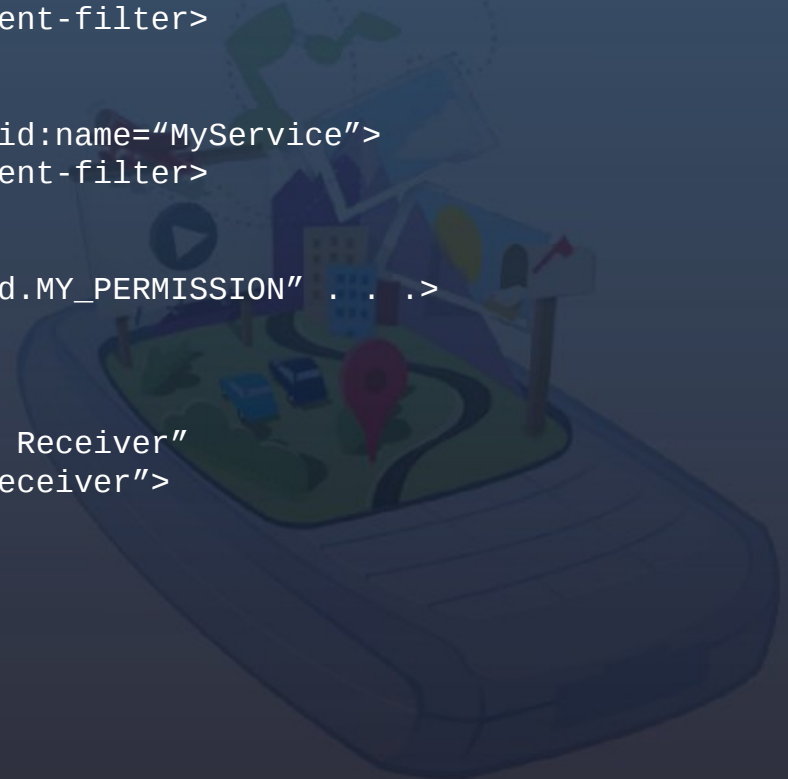 ent-filter>
id:name=“MyService”>
ent-filter>
d.MY_PERMISSION” . . .>
Receiver”
eceiver”>